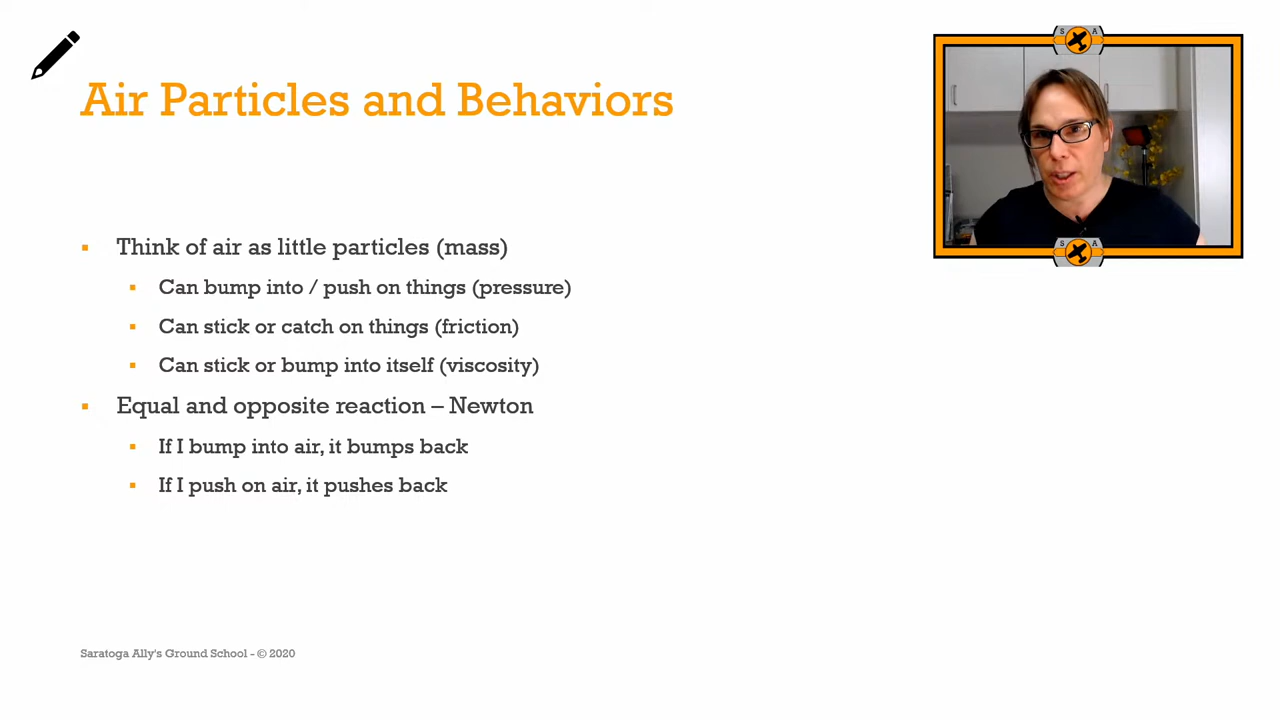 Air Particles and Behaviors
S A
Think of air as little particles (mass)
Can bump into / push on things (pressure)
Can stick or catch on things (friction)
Can stick or bump into itself (viscosity)
Equal and opposite reaction – Newton
If I bump into air, it bumps back
If I push on air, it pushes back
S A
Saratoga Ally's Ground School - © 2020